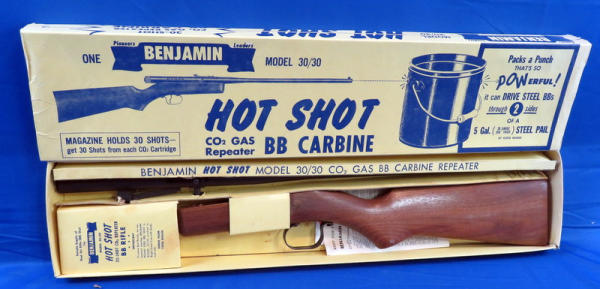 HOT SHOT
BENJAMIN
Pioneers Leaders
ONE BENJAMIN MODEL 30/30
HOT SHOT
CO₂ GAS
Repeater BB CARBINE
MAGAZINE HOLDS 30 SHOTS—
get 30 Shots from each CO₂ Cartridge
Packs a Punch
THAT'S SO
POWERFUL!
it can DRIVE STEEL BBs
through 2 sides
OF A
5 Gal. STEEL PAIL
BENJAMIN HOT SHOT MODEL 30/30 CO₂ GAS BB CARBINE REPEATER
BENJAMIN
HOT SHOT
BB RIFLE